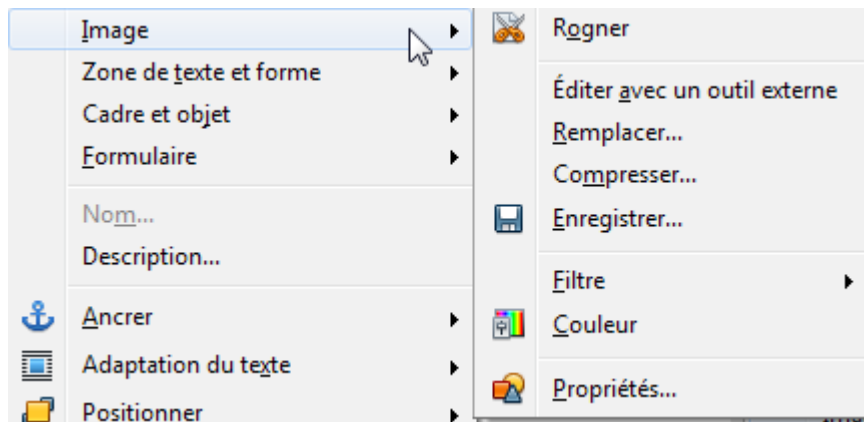 Image
Zone de texte et forme
Cadre et objet
Formulaire
Nom...
Description...
Ancrer
Adaptation du texte
Positionner
Rogner
Éditer avec un outil externe
Remplacer...
Compresser...
Enregistrer...
Filtre
Couleur
Propriétés...